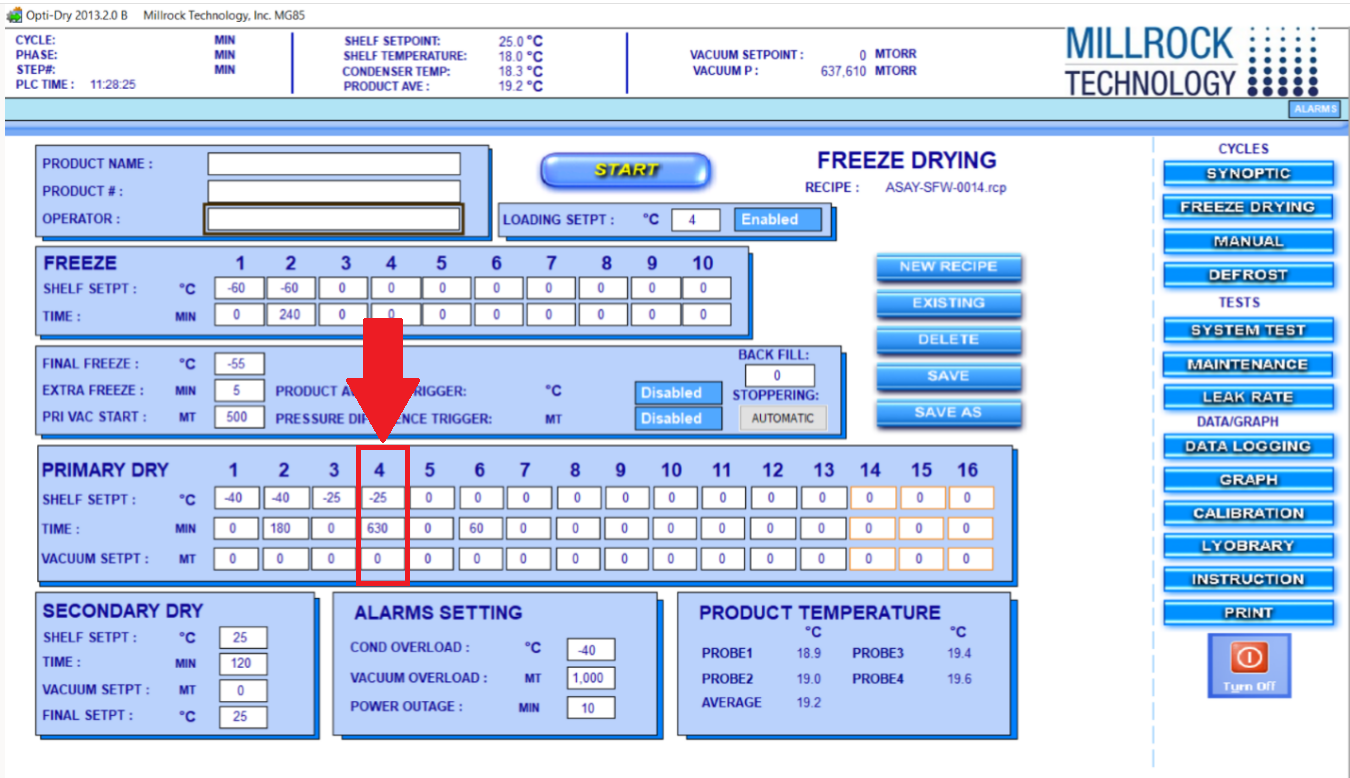 Opti-Dry 2013.2.0 B Millrock Technology, Inc. MG85
CYCLE: MIN SHELF SETPOINT: 25.0 °C
PHASE: MIN SHELF TEMPERATURE: 18.0 °C VACUUM SETPOINT : 0 MTORR
STEP#: MIN CONDENSER TEMP: 18.3 °C VACUUM P : 637,610 MTORR
PLC TIME : 11:28:25 PRODUCT AVE : 19.2 °C
MILLROCK
TECHNOLOGY
ALARMS
PRODUCT NAME :
PRODUCT # :
OPERATOR :
START
FREEZE DRYING
RECIPE : ASAY-SFW-0014.rcp
LOADING SETPT : °C 4 Enabled
FREEZE 1 2 3 4 5 6 7 8 9 10
SHELF SETPT : °C -60 -60 0 0 0 0 0 0 0 0
TIME : MIN 0 240 0 0 0 0 0 0 0 0
NEW RECIPE
EXISTING
DELETE
SAVE
SAVE AS
FINAL FREEZE : °C -55
EXTRA FREEZE : MIN 5 PRODUCT RIGGER: °C Disabled
PRI VAC START : MT 500 PRESSURE DIF ENCE TRIGGER: MT Disabled
BACK FILL:
0
STOPPERING:
AUTOMATIC
PRIMARY DRY 1 2 3 4 5 6 7 8 9 10 11 12 13 14 15 16
SHELF SETPT : °C -40 -40 -25 -25 0 0 0 0 0 0 0 0 0 0 0 0
TIME : MIN 0 180 0 630 0 60 0 0 0 0 0 0 0 0 0 0
VACUUM SETPT : MT 0 0 0 0 0 0 0 0 0 0 0 0 0 0 0 0
SECONDARY DRY
SHELF SETPT : °C 25
TIME : MIN 120
VACUUM SETPT : MT 0
FINAL SETPT : °C 25
ALARMS SETTING
COND OVERLOAD : °C -40
VACUUM OVERLOAD : MT 1,000
POWER OUTAGE : MIN 10
PRODUCT TEMPERATURE
°C °C
PROBE1 18.9 PROBE3 19.4
PROBE2 19.0 PROBE4 19.6
AVERAGE 19.2
CYCLES
SYNOPTIC
FREEZE DRYING
MANUAL
DEFROST
TESTS
SYSTEM TEST
MAINTENANCE
LEAK RATE
DATA/GRAPH
DATA LOGGING
GRAPH
CALIBRATION
LYOBRARY
INSTRUCTION
PRINT
Turn Off